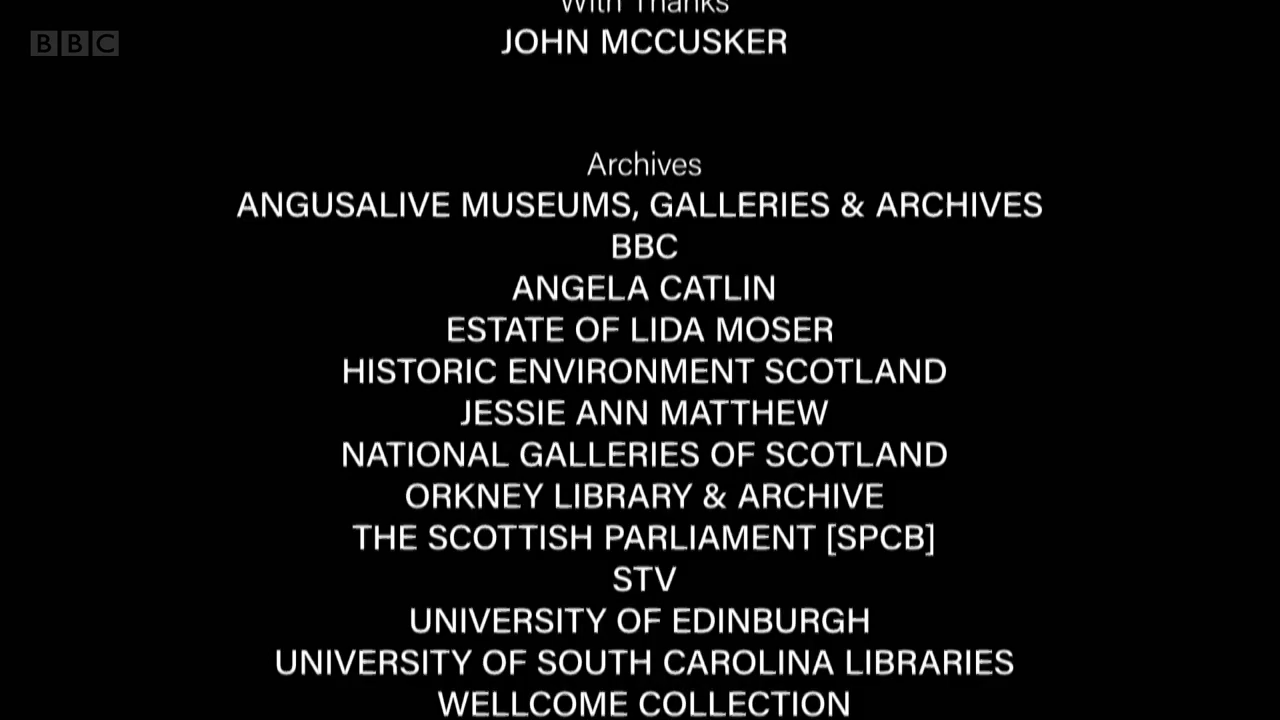 With Thanks
BBC
JOHN MCCUSKER
Archives
ANGUSALIVE MUSEUMS, GALLERIES & ARCHIVES
BBC
ANGELA CATLIN
ESTATE OF LIDA MOSER
HISTORIC ENVIRONMENT SCOTLAND
JESSIE ANN MATTHEW
NATIONAL GALLERIES OF SCOTLAND
ORKNEY LIBRARY & ARCHIVE
THE SCOTTISH PARLIAMENT [SPCB]
STV
UNIVERSITY OF EDINBURGH
UNIVERSITY OF SOUTH CAROLINA LIBRARIES
WELLCOME COLLECTION